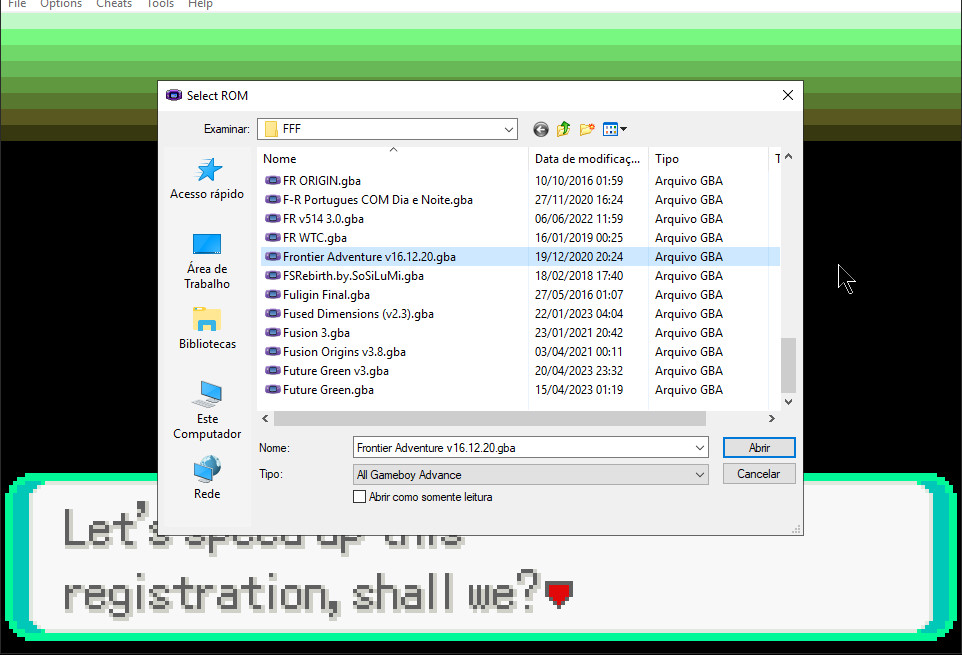 File Options Cheats Tools Help
Select ROM
Examinar: FFF
Nome Data de modificaç... Tipo T
FR ORIGIN.gba 10/10/2016 01:59 Arquivo GBA
F-R Portugues COM Dia e Noite.gba 27/11/2020 16:24 Arquivo GBA
FR v514 3.0.gba 06/06/2022 11:59 Arquivo GBA
FR WTC.gba 16/01/2019 00:25 Arquivo GBA
Frontier Adventure v16.12.20.gba 19/12/2020 20:24 Arquivo GBA
FSRebirth.by.SoSiLuMi.gba 18/02/2018 17:40 Arquivo GBA
Fuligin Final.gba 27/05/2016 01:07 Arquivo GBA
Fused Dimensions (v2.3).gba 22/01/2023 04:04 Arquivo GBA
Fusion 3.gba 23/01/2021 20:42 Arquivo GBA
Fusion Origins v3.8.gba 03/04/2021 00:11 Arquivo GBA
Future Green v3.gba 20/04/2023 23:32 Arquivo GBA
Future Green.gba 15/04/2023 01:19 Arquivo GBA
Acesso rápido
Área de
Trabalho
Bibliotecas
Este
Computador
Rede
Nome: Frontier Adventure v16.12.20.gba Abrir
Tipo: All Gameboy Advance Cancelar
Abrir como somente leitura
Let's speed up this
registration, shall we?